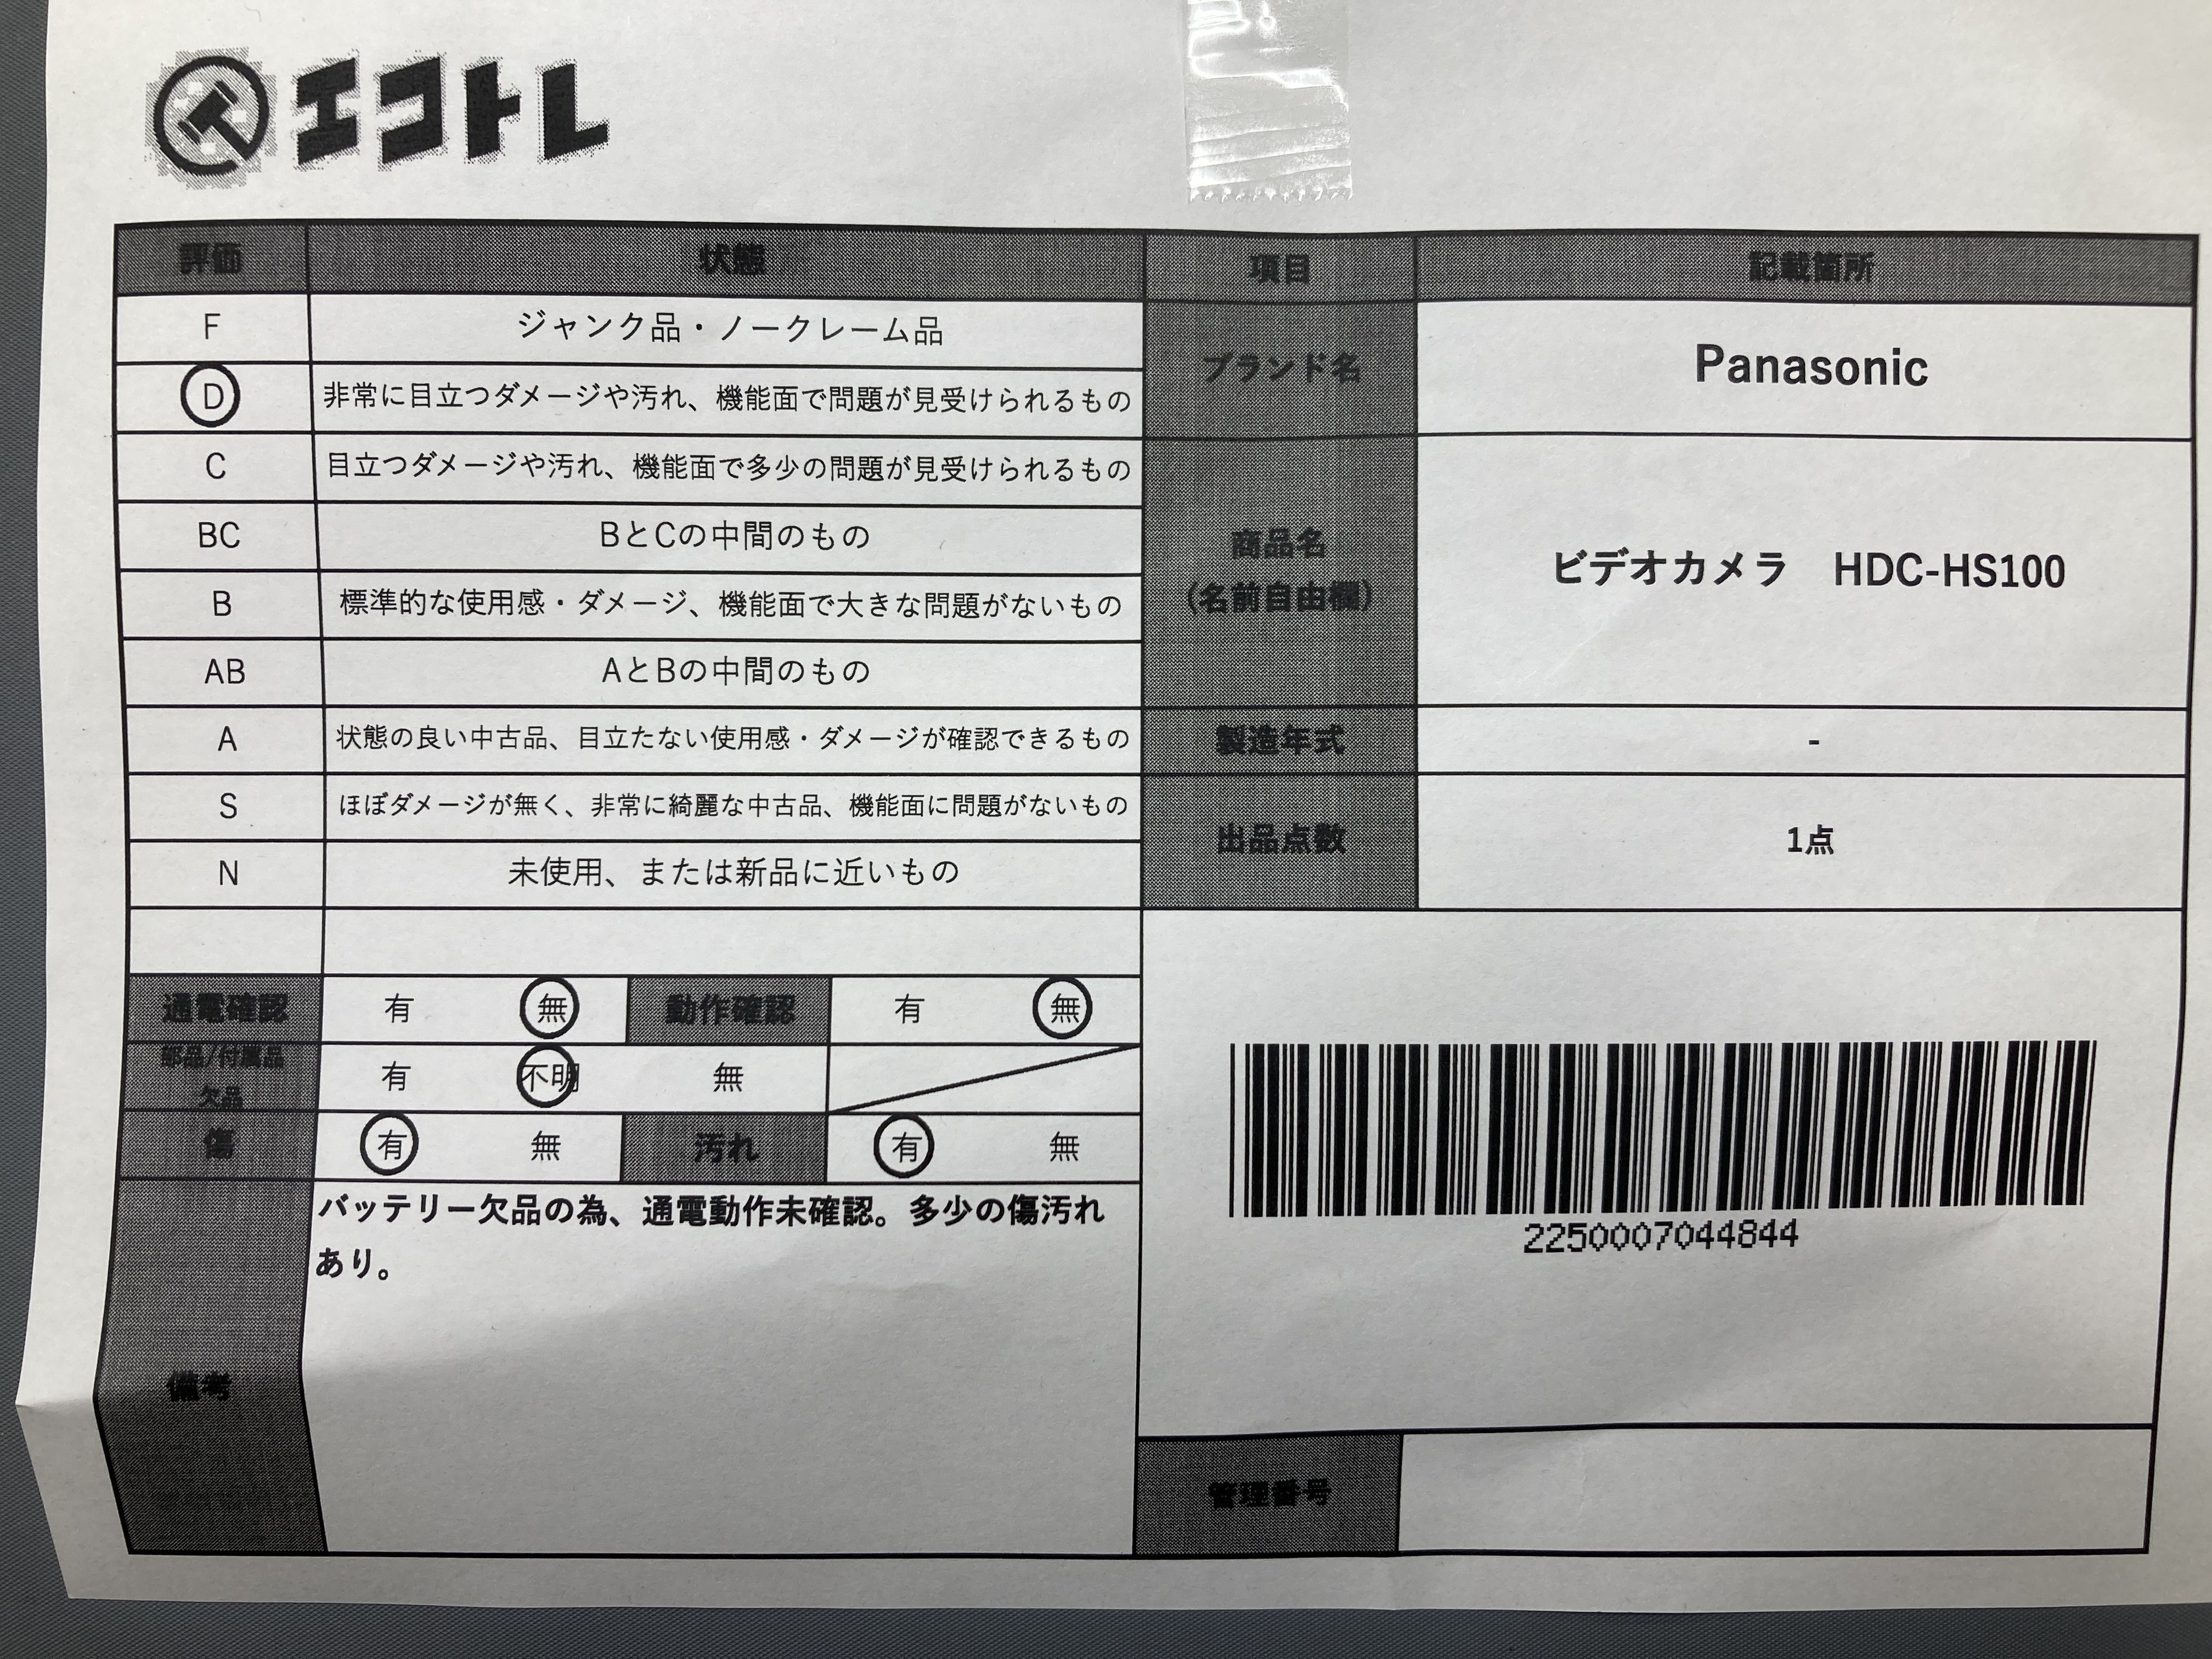 エコトレ
評価 状態 項目 記載箇所
F ジャンク品・ノークレーム品
D 非常に目立つダメージや汚れ、機能面で問題が見受けられるもの
ブランド名 Panasonic
C 目立つダメージや汚れ、機能面で多少の問題が見受けられるもの
BC BとCの中間のもの
B 標準的な使用感・ダメージ、機能面で大きな問題がないもの
商品名
(名前自由欄)
ビデオカメラ HDC-HS100
AB AとBの中間のもの
A 状態の良い中古品、目立たない使用感・ダメージが確認できるもの
製造年式 -
S ほぼダメージが無く、非常に綺麗な中古品、機能面に問題がないもの
出品点数 1点
N 未使用、または新品に近いもの
通電確認 有 無 動作確認 有 無
部品/付属品
欠品
有 不明 無
傷 有 無 汚れ 有 無
備考
バッテリー欠品の為、通電動作未確認。多少の傷汚れ
あり。
2250007044844
管理番号